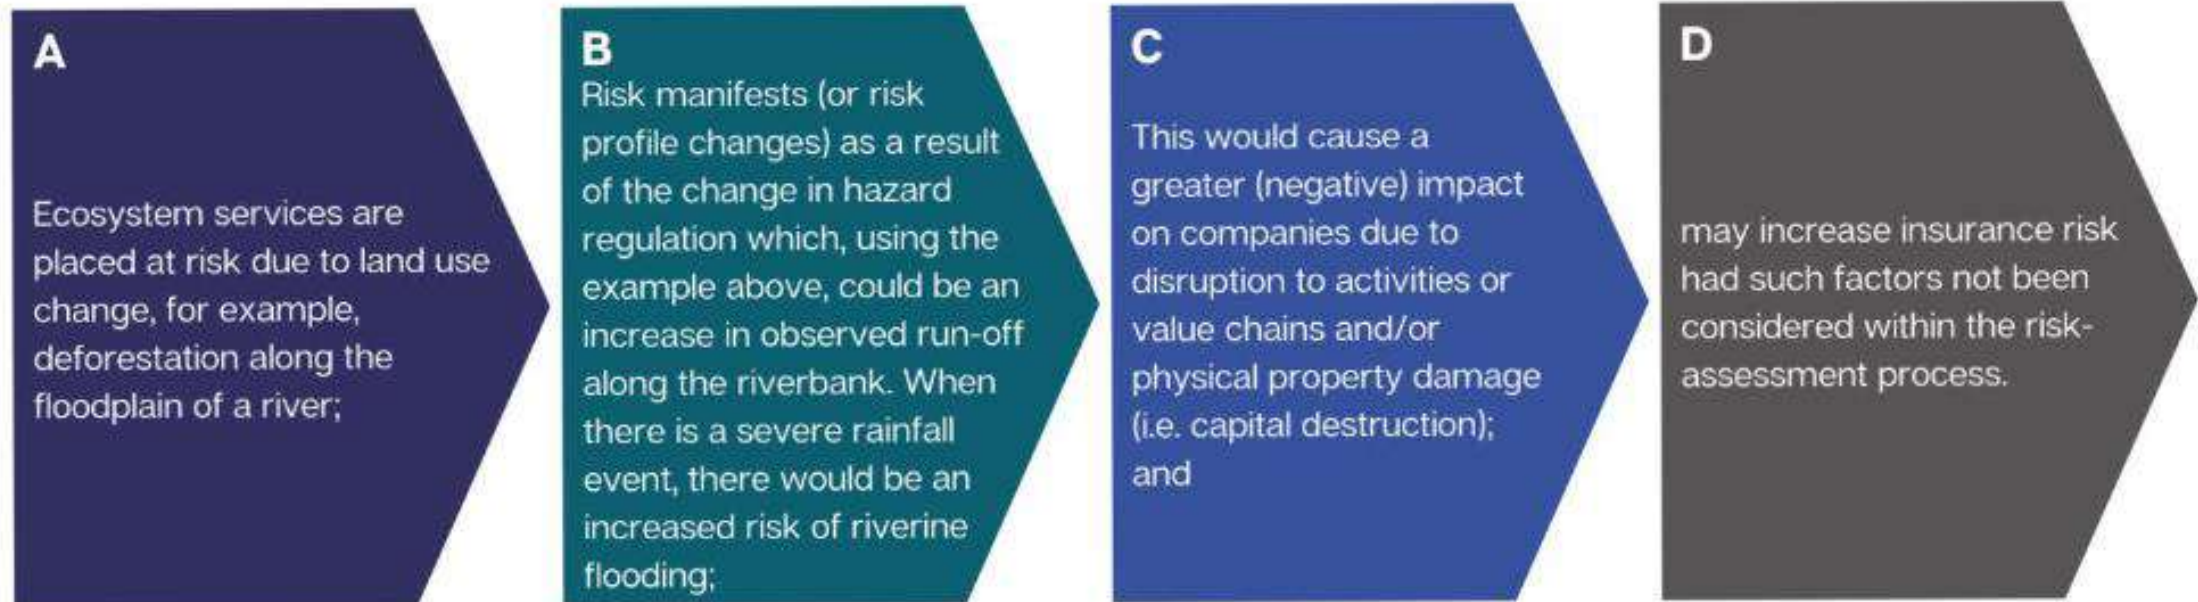 A
Ecosystem services are
placed at risk due to land use
change, for example,
deforestation along the
floodplain of a river;
B
Risk manifests (or risk
profile changes) as a result
of the change in hazard
regulation which, using the
example above, could be an
increase in observed run-off
along the riverbank. When
there is a severe rainfall
event, there would be an
increased risk of riverine
flooding;
C
This would cause a
greater (negative) impact
on companies due to
disruption to activities or
value chains and/or
physical property damage
(i.e. capital destruction);
and
D
may increase insurance risk
had such factors not been
considered within the risk-
assessment process.